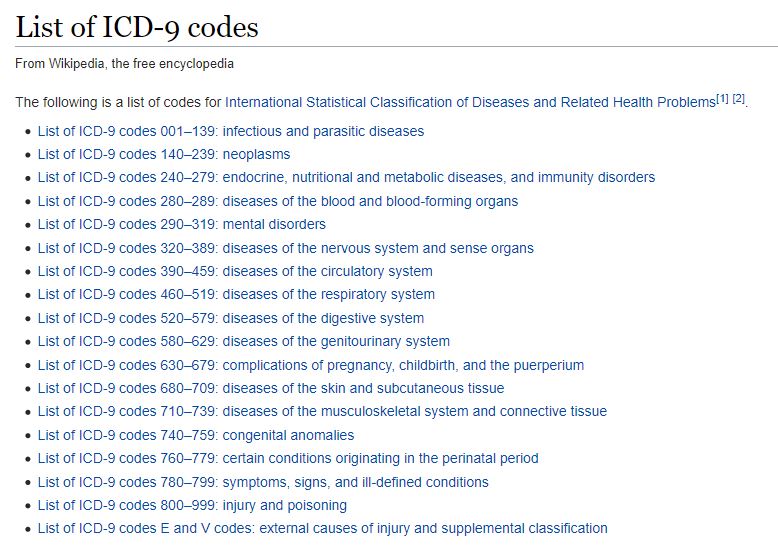 List of ICD-9 codes
From Wikipedia, the free encyclopedia
The following is a list of codes for International Statistical Classification of Diseases and Related Health Problems[1] [2].
• List of ICD-9 codes 001–139: infectious and parasitic diseases
• List of ICD-9 codes 140–239: neoplasms
• List of ICD-9 codes 240–279: endocrine, nutritional and metabolic diseases, and immunity disorders
• List of ICD-9 codes 280–289: diseases of the blood and blood-forming organs
• List of ICD-9 codes 290–319: mental disorders
• List of ICD-9 codes 320–389: diseases of the nervous system and sense organs
• List of ICD-9 codes 390–459: diseases of the circulatory system
• List of ICD-9 codes 460–519: diseases of the respiratory system
• List of ICD-9 codes 520–579: diseases of the digestive system
• List of ICD-9 codes 580–629: diseases of the genitourinary system
• List of ICD-9 codes 630–679: complications of pregnancy, childbirth, and the puerperium
• List of ICD-9 codes 680–709: diseases of the skin and subcutaneous tissue
• List of ICD-9 codes 710–739: diseases of the musculoskeletal system and connective tissue
• List of ICD-9 codes 740–759: congenital anomalies
• List of ICD-9 codes 760–779: certain conditions originating in the perinatal period
• List of ICD-9 codes 780–799: symptoms, signs, and ill-defined conditions
• List of ICD-9 codes 800–999: injury and poisoning
• List of ICD-9 codes E and V codes: external causes of injury and supplemental classification